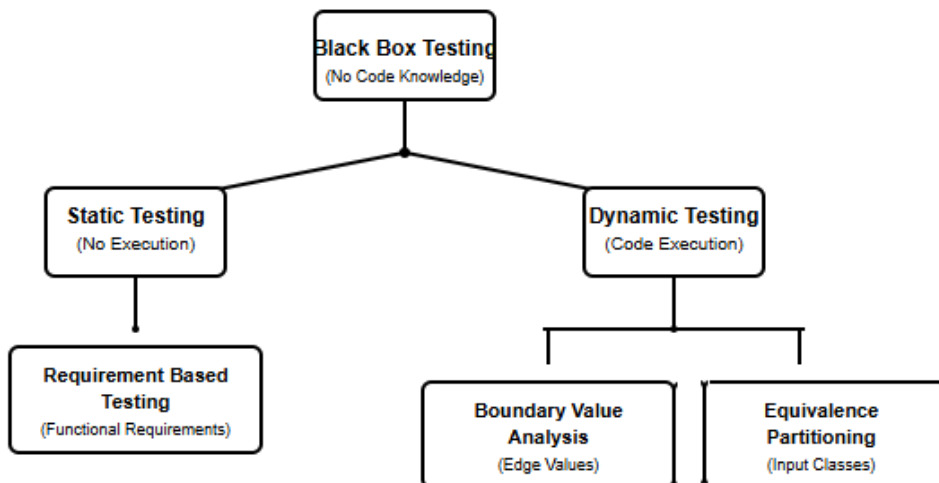 Black Box Testing
(No Code Knowledge)
Static Testing
(No Execution)
Dynamic Testing
(Code Execution)
Requirement Based
Testing
(Functional Requirements)
Boundary Value
Analysis
(Edge Values)
Equivalence
Partitioning
(Input Classes)